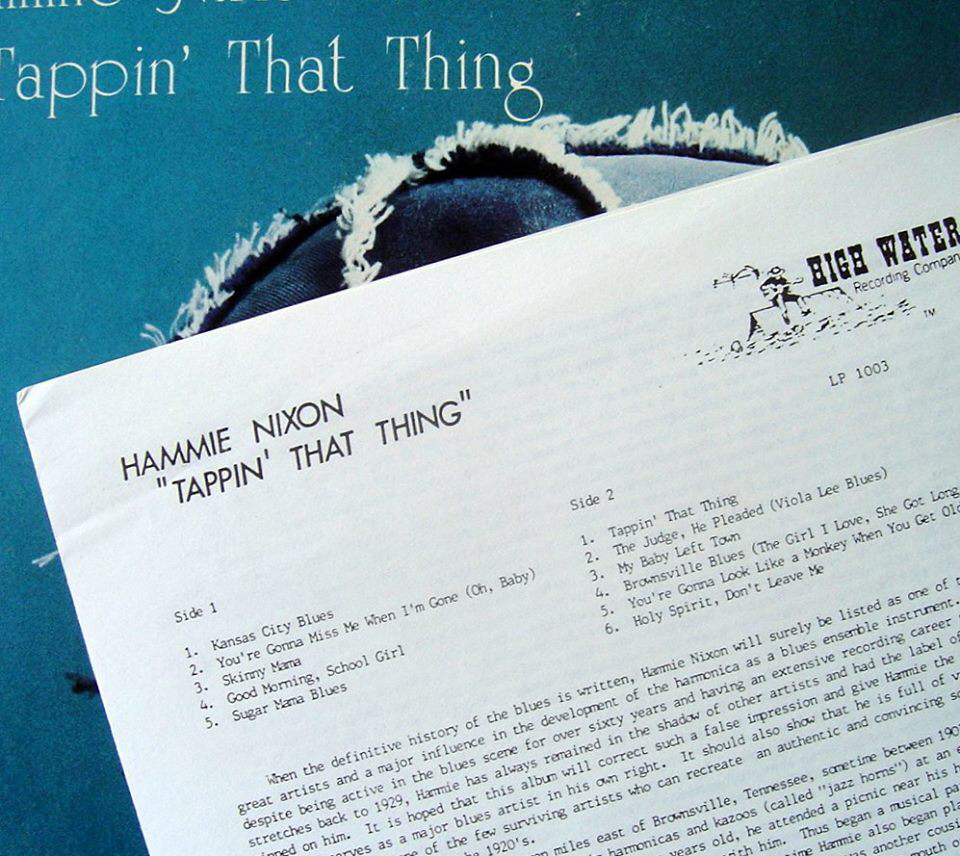 Tappin' That Thing
HIGH WATER
Recording Company
TM
LP 1003
HAMMIE NIXON
"TAPPIN' THAT THING"
Side 1
1. Kansas City Blues
2. You're Gonna Miss Me When I'm Gone (Oh, Baby)
3. Skinny Mama
4. Good Morning, School Girl
5. Sugar Mama Blues
Side 2
1. Tappin' That Thing
2. The Judge, He Pleaded (Viola Lee Blues)
3. My Baby Left Town
4. Brownsville Blues (The Girl I Love, She Got Long
5. You're Gonna Look Like a Monkey When You Get Old
6. Holy Spirit, Don't Leave Me
When the definitive history of the blues is written, Hammie Nixon will surely be listed as one of
great artists and a major influence in the development of the harmonica as a blues ensemble instrument.
despite being active in the blues scene for over sixty years and having an extensive recording career
stretches back to 1929, Hammie has always remained in the shadow of other artists and had the label of
on him. It is hoped that this album will correct such a false impression and give Hammie the
as a major blues artist in his own right. It should also show that he is full of
of the few surviving artists who can recreate an authentic and convincing
1920's.
miles east of Brownsville, Tennessee, sometime between
harmonicas and kazoos (called "jazz horns") at an
years old, he attended a picnic near his
with him. Thus began a musical
Hammie also began
another
mouth